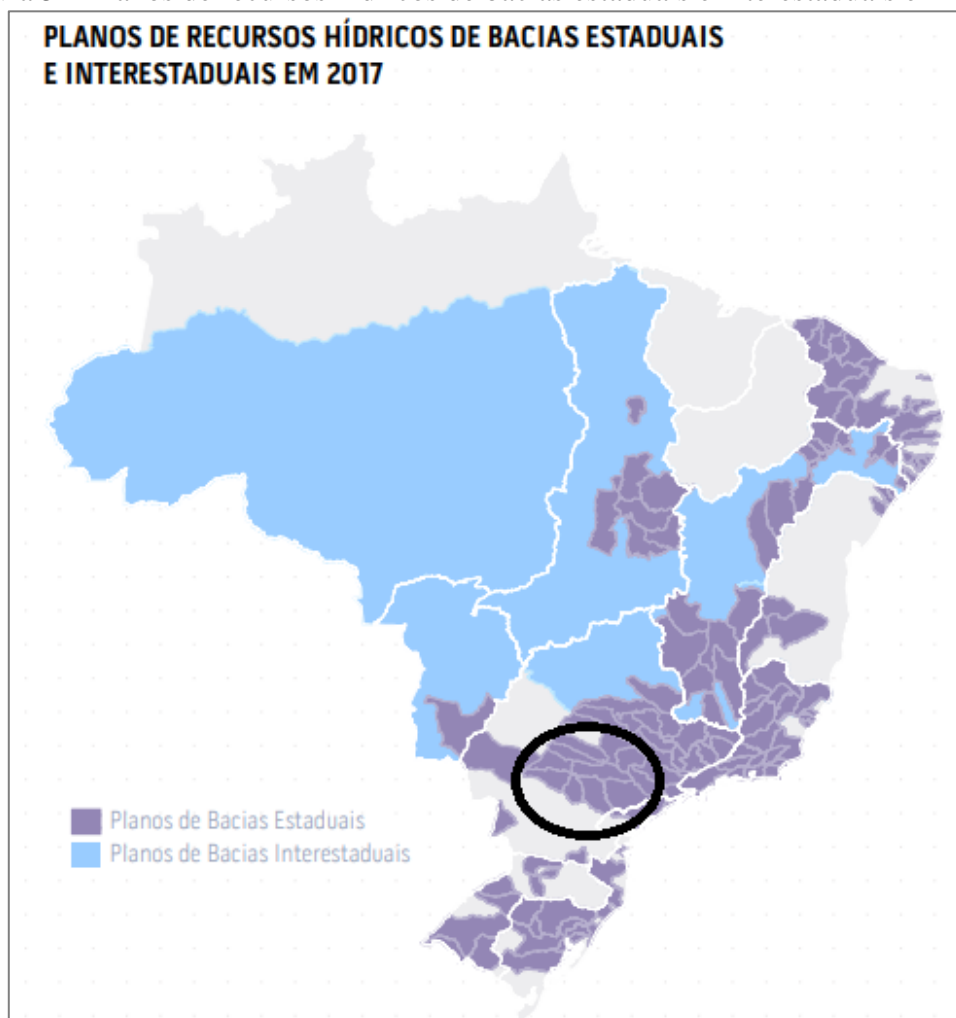 PLANOS DE RECURSOS HÍDRICOS DE BACIAS ESTADUAIS
E INTERESTADUAIS EM 2017
Planos de Bacias Estaduais
Planos de Bacias Interestaduais